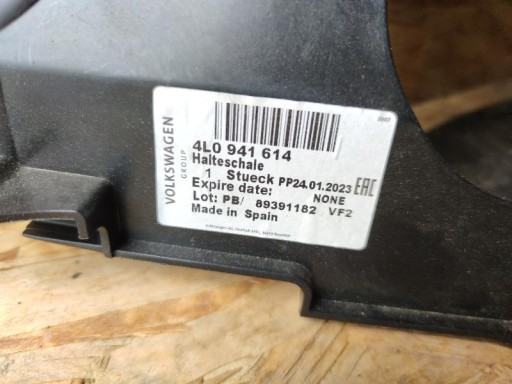 VOLKSWAGEN
GROUP
4L0 941 614
Halteschale
1 Stueck PP24.01.2023 EAC
Expire date: NONE
Lot: PB/ 89391182 VF2
Made in Spain